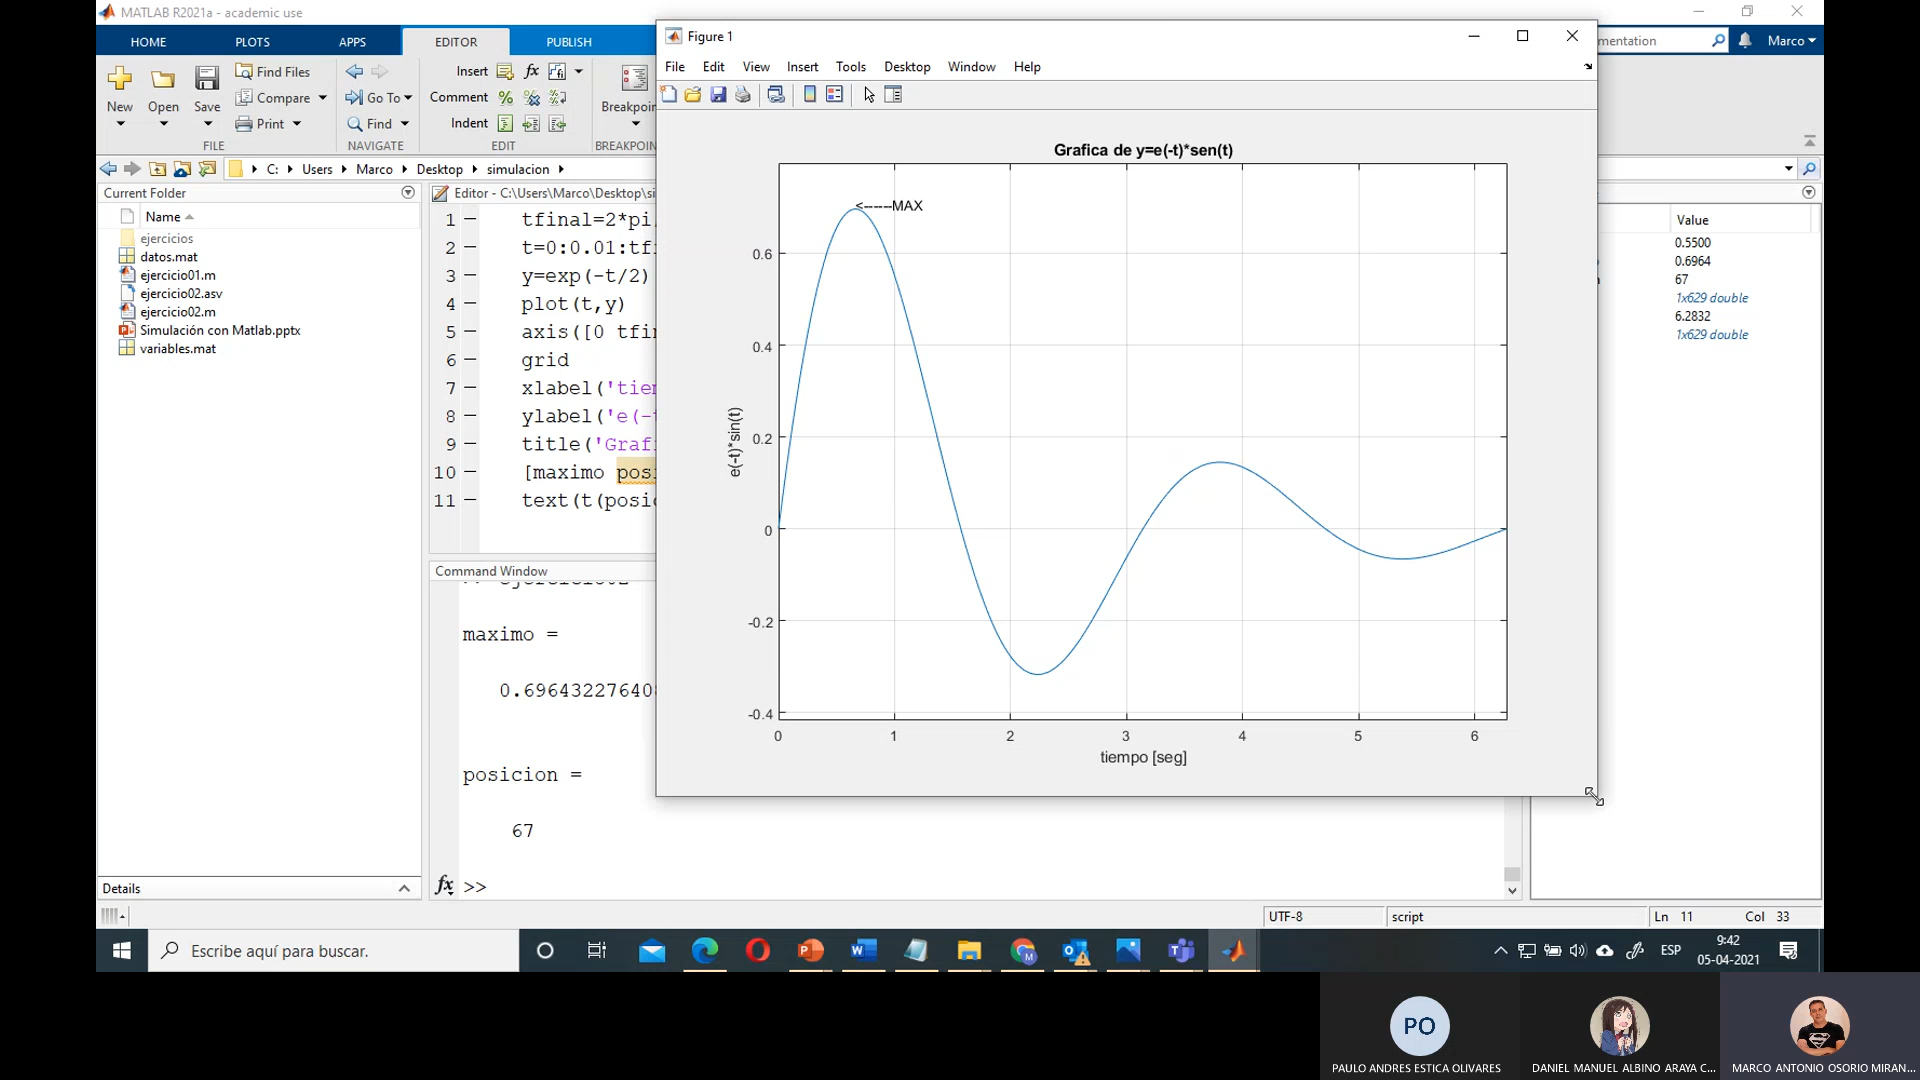 MATLAB R2021a - academic use
HOME PLOTS APPS EDITOR PUBLISH
mentation Marco
New Open Save
Find Files
Compare
Print
FILE
Go To
Find
NAVIGATE
Insert
Comment
Indent
EDIT
Breakpoin
BREAKPOIN
C: Users Marco Desktop simulacion
Current Folder
Name
ejercicios
datos.mat
ejercicio01.m
ejercicio02.asv
ejercicio02.m
Simulación con Matlab.pptx
variables.mat
Details
Editor - C:\Users\Marco\Desktop\si
1 tfinal=2*pi
2 t=0:0.01:tfi
3 y=exp(-t/2)
4 plot(t,y)
5 axis([0 tfin
6 grid
7 xlabel('tiem
8 ylabel('e(-t
9 title('Grafi
10 [maximo posi
11 text(t(posic
Command Window
>> ejercicio02
maximo =
0.696432276408
posicion =
67
fx >>
Figure 1
File Edit View Insert Tools Desktop Window Help
Grafica de y=e(-t)*sen(t)
<------MAX
0.6
0.4
0.2
0
-0.2
-0.4
e(-t)*sin(t)
0 1 2 3 4 5 6
tiempo [seg]
Value
0.5500
0.6964
67
1x629 double
6.2832
1x629 double
UTF-8 script Ln 11 Col 33
Escribe aquí para buscar.
ESP
9:42
05-04-2021
PO
PAULO ANDRES ESTICA OLIVARES
DANIEL MANUEL ALBINO ARAYA C...
MARCO ANTONIO OSORIO MIRAN...